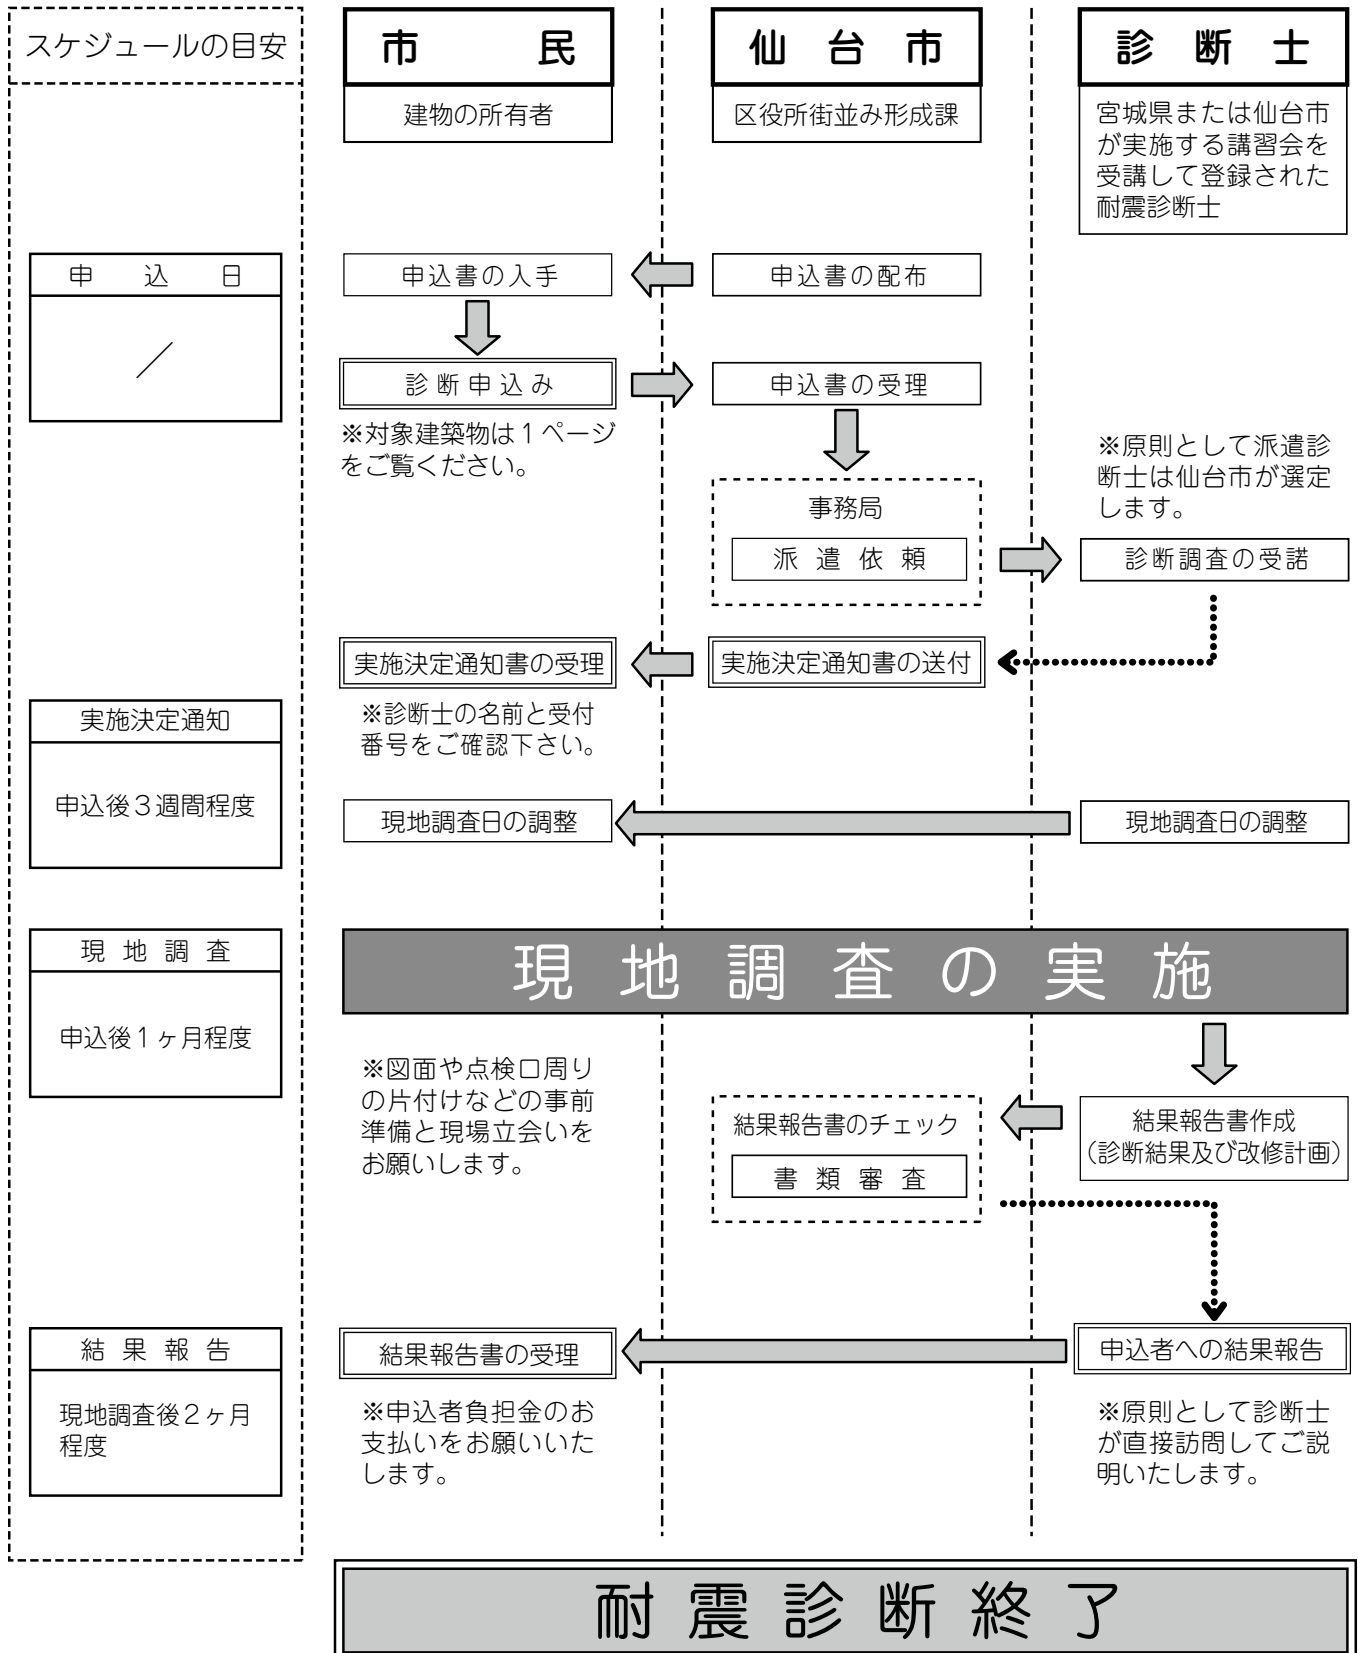 スケジュールの目安
市　民
建物の所有者
仙台市
区役所街並み形成課
診断士
宮城県または仙台市
が実施する講習会を
受講して登録された
耐震診断士
申込日
／
申込書の入手
申込書の配布
診断申込み
申込書の受理
※対象建築物は１ページ
をご覧ください。
事務局
派遣依頼
※原則として派遣診
断士は仙台市が選定
します。
診断調査の受諾
実施決定通知書の受理
実施決定通知書の送付
※診断士の名前と受付
番号をご確認下さい。
実施決定通知
申込後３週間程度
現地調査日の調整
現地調査日の調整
現地調査
申込後１ヶ月程度
現地調査の実施
※図面や点検口周り
の片付けなどの事前
準備と現場立会いを
お願いします。
結果報告書のチェック
書類審査
結果報告書作成
（診断結果及び改修計画）
結果報告
現地調査後２ヶ月
程度
結果報告書の受理
申込者への結果報告
※申込者負担金のお
支払いをお願いいた
します。
※原則として診断士
が直接訪問してご説
明いたします。
耐震診断終了